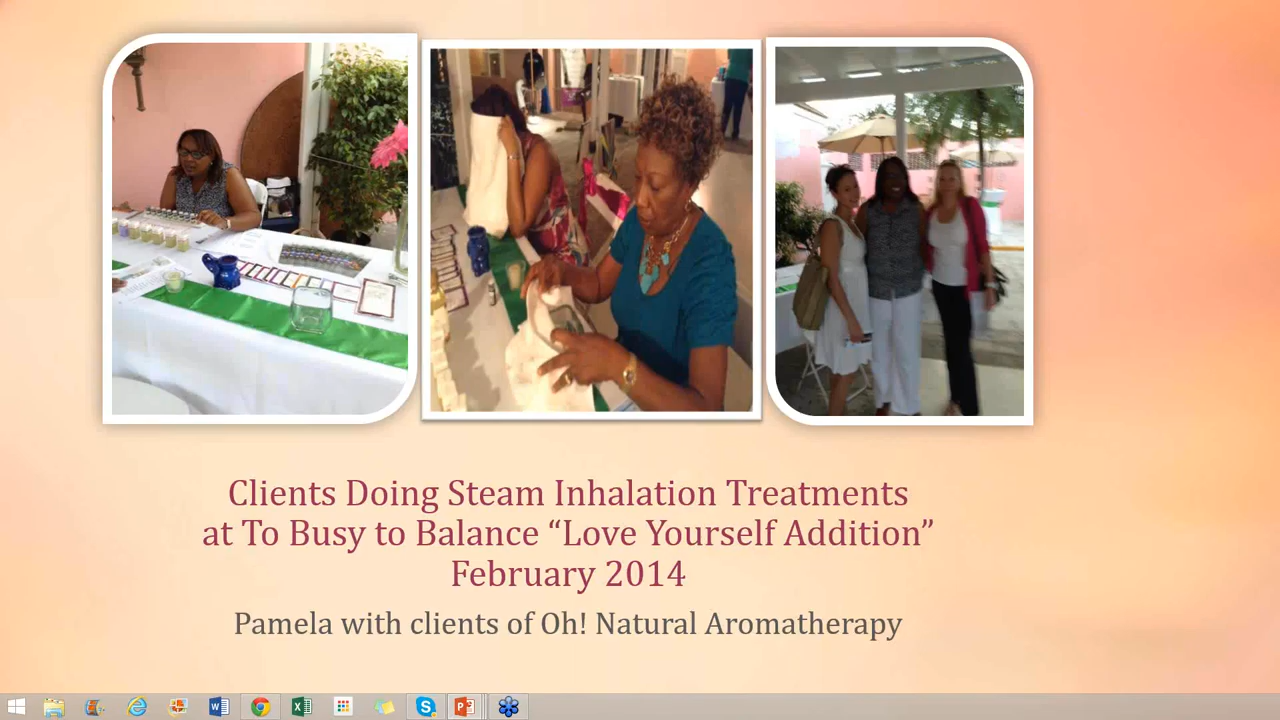 Clients Doing Steam Inhalation Treatments
at To Busy to Balance “Love Yourself Addition”
February 2014
Pamela with clients of Oh! Natural Aromatherapy